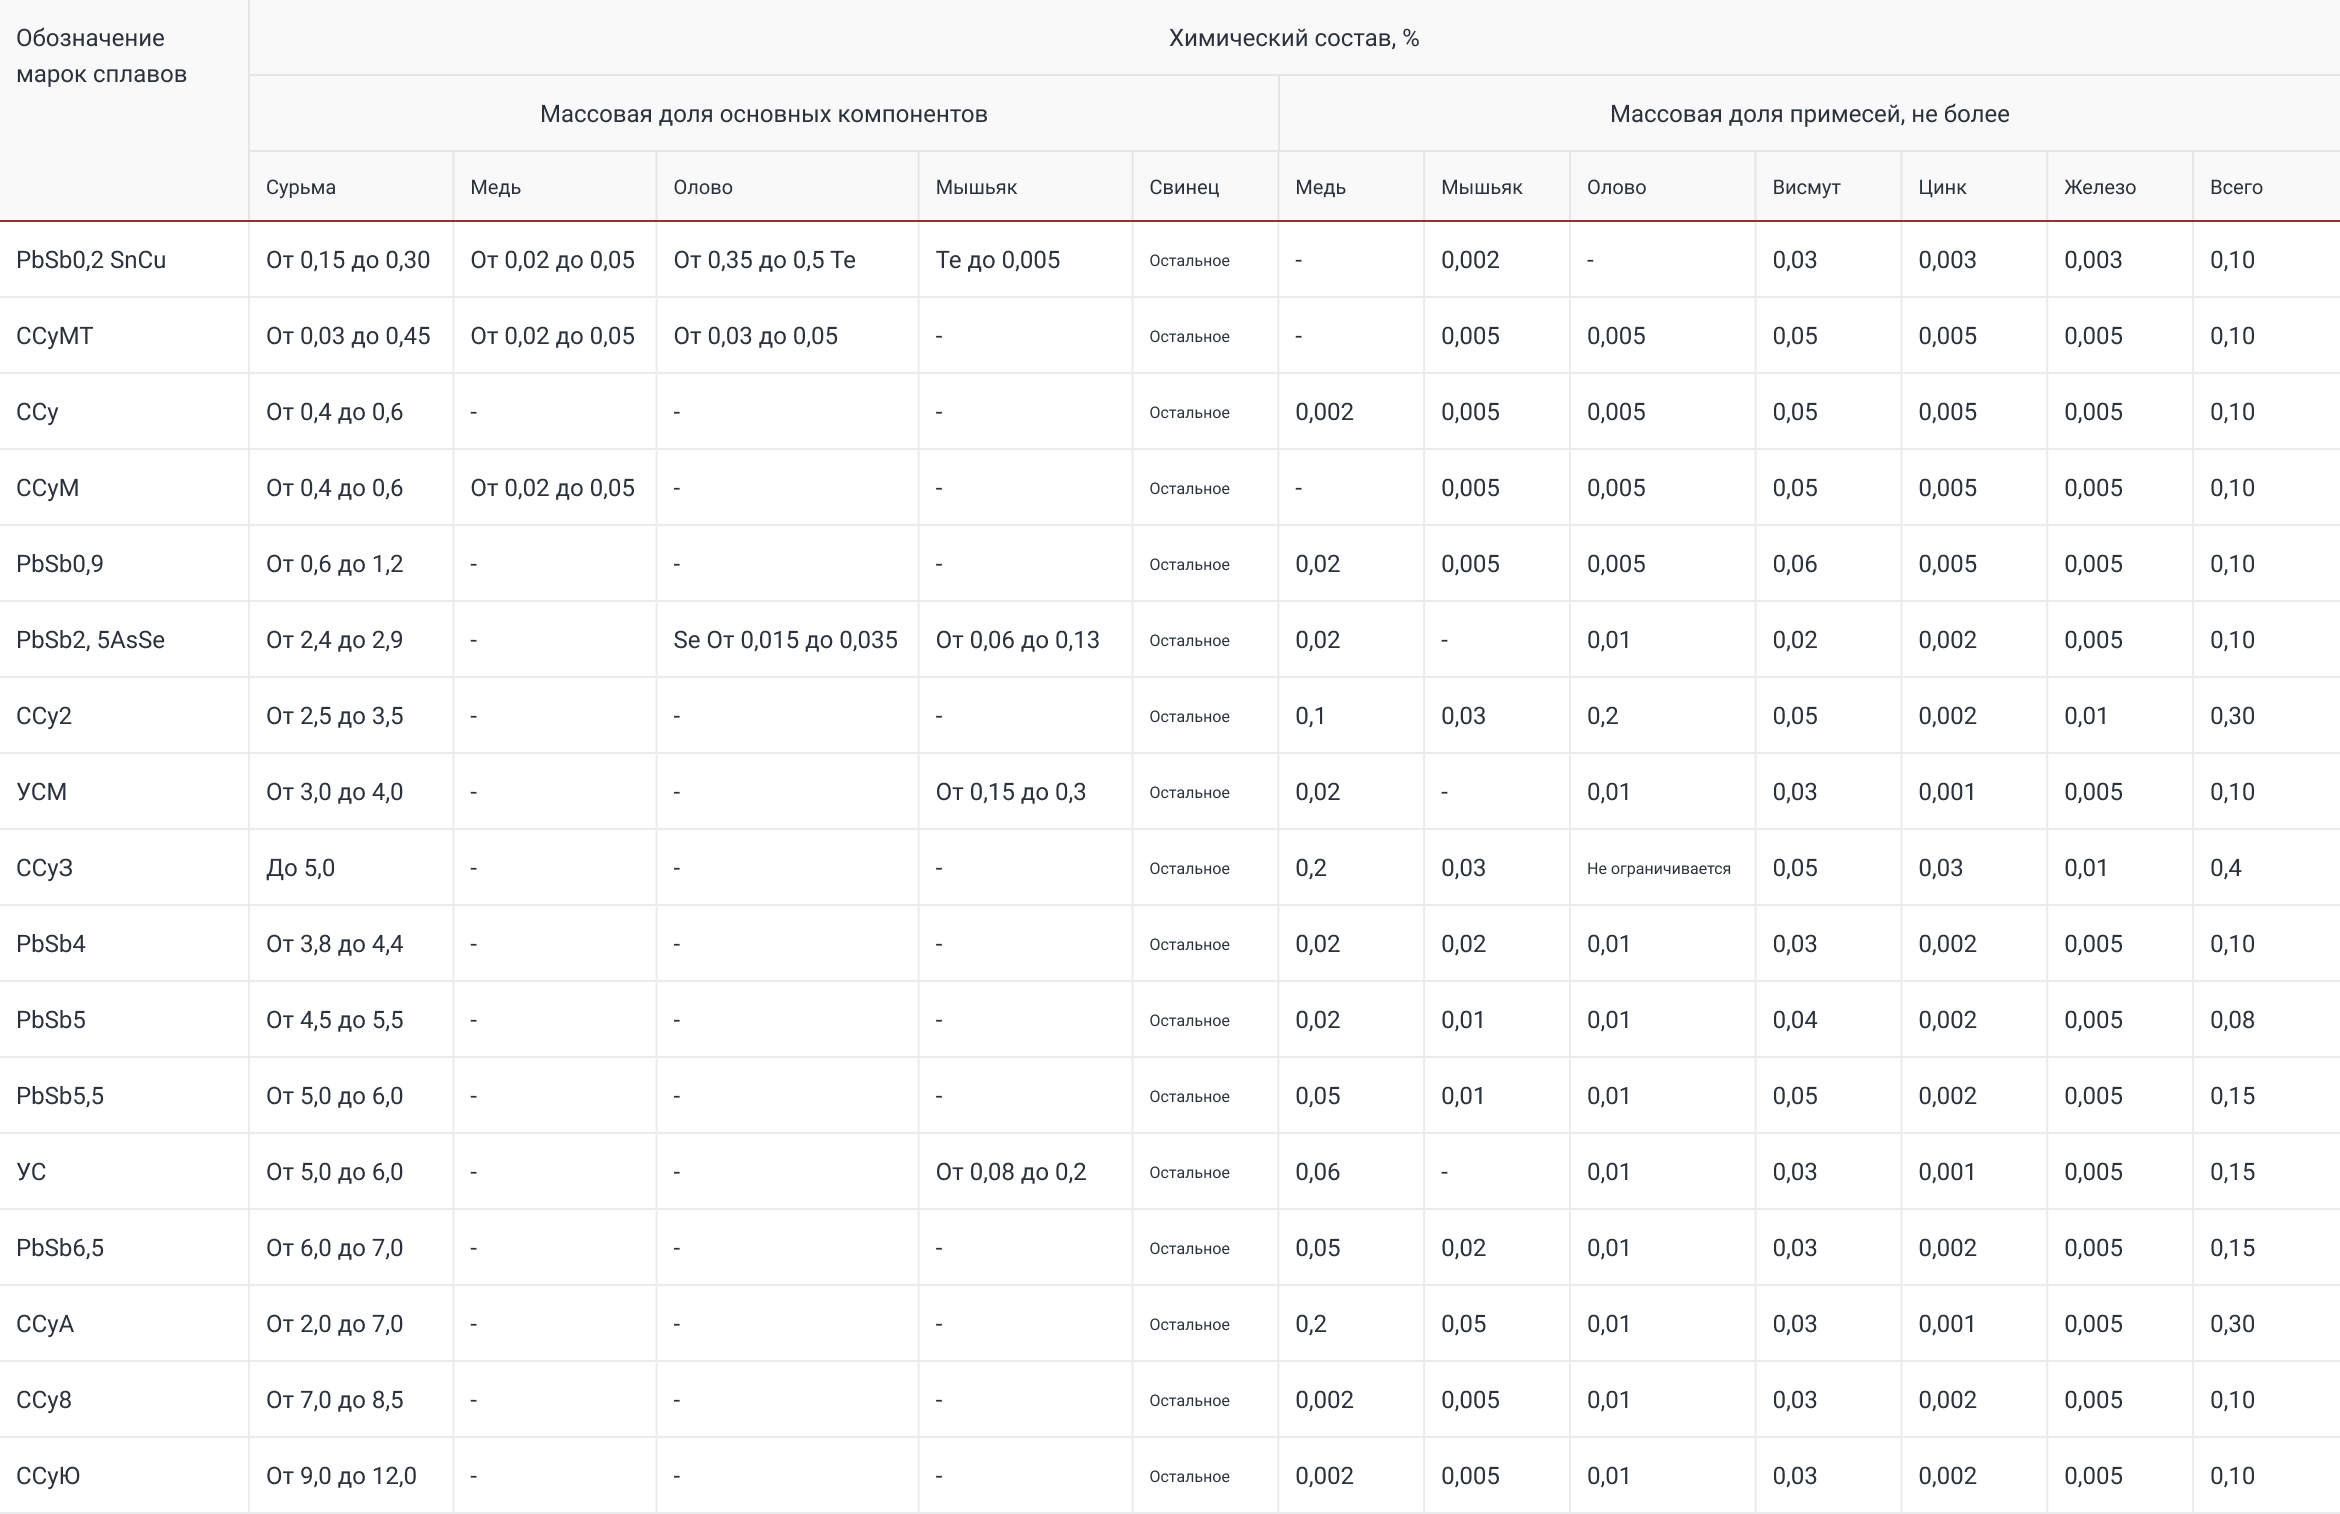 Обозначение
марок сплавов
Химический состав, %
Массовая доля основных компонентов Массовая доля примесей, не более
Сурьма Медь Олово Мышьяк Свинец Медь Мышьяк Олово Висмут Цинк Железо Всего
PbSb0,2 SnCu От 0,15 до 0,30 От 0,02 до 0,05 От 0,35 до 0,5 Te Te до 0,005 Остальное - 0,002 - 0,03 0,003 0,003 0,10
ССуМТ От 0,03 до 0,45 От 0,02 до 0,05 От 0,03 до 0,05 - Остальное - 0,005 0,005 0,05 0,005 0,005 0,10
ССу От 0,4 до 0,6 - - - Остальное 0,002 0,005 0,005 0,05 0,005 0,005 0,10
ССуМ От 0,4 до 0,6 От 0,02 до 0,05 - - Остальное - 0,005 0,005 0,05 0,005 0,005 0,10
PbSb0,9 От 0,6 до 1,2 - - - Остальное 0,02 0,005 0,005 0,06 0,005 0,005 0,10
PbSb2, 5AsSe От 2,4 до 2,9 - Se От 0,015 до 0,035 От 0,06 до 0,13 Остальное 0,02 - 0,01 0,02 0,002 0,005 0,10
ССу2 От 2,5 до 3,5 - - - Остальное 0,1 0,03 0,2 0,05 0,002 0,01 0,30
УСМ От 3,0 до 4,0 - - От 0,15 до 0,3 Остальное 0,02 - 0,01 0,03 0,001 0,005 0,10
ССуЗ До 5,0 - - - Остальное 0,2 0,03 Не ограничивается 0,05 0,03 0,01 0,4
PbSb4 От 3,8 до 4,4 - - - Остальное 0,02 0,02 0,01 0,03 0,002 0,005 0,10
PbSb5 От 4,5 до 5,5 - - - Остальное 0,02 0,01 0,01 0,04 0,002 0,005 0,08
PbSb5,5 От 5,0 до 6,0 - - - Остальное 0,05 0,01 0,01 0,05 0,002 0,005 0,15
УС От 5,0 до 6,0 - - От 0,08 до 0,2 Остальное 0,06 - 0,01 0,03 0,001 0,005 0,15
PbSb6,5 От 6,0 до 7,0 - - - Остальное 0,05 0,02 0,01 0,03 0,002 0,005 0,15
ССуА От 2,0 до 7,0 - - - Остальное 0,2 0,05 0,01 0,03 0,001 0,005 0,30
ССу8 От 7,0 до 8,5 - - - Остальное 0,002 0,005 0,01 0,03 0,002 0,005 0,10
ССуЮ От 9,0 до 12,0 - - - Остальное 0,002 0,005 0,01 0,03 0,002 0,005 0,10